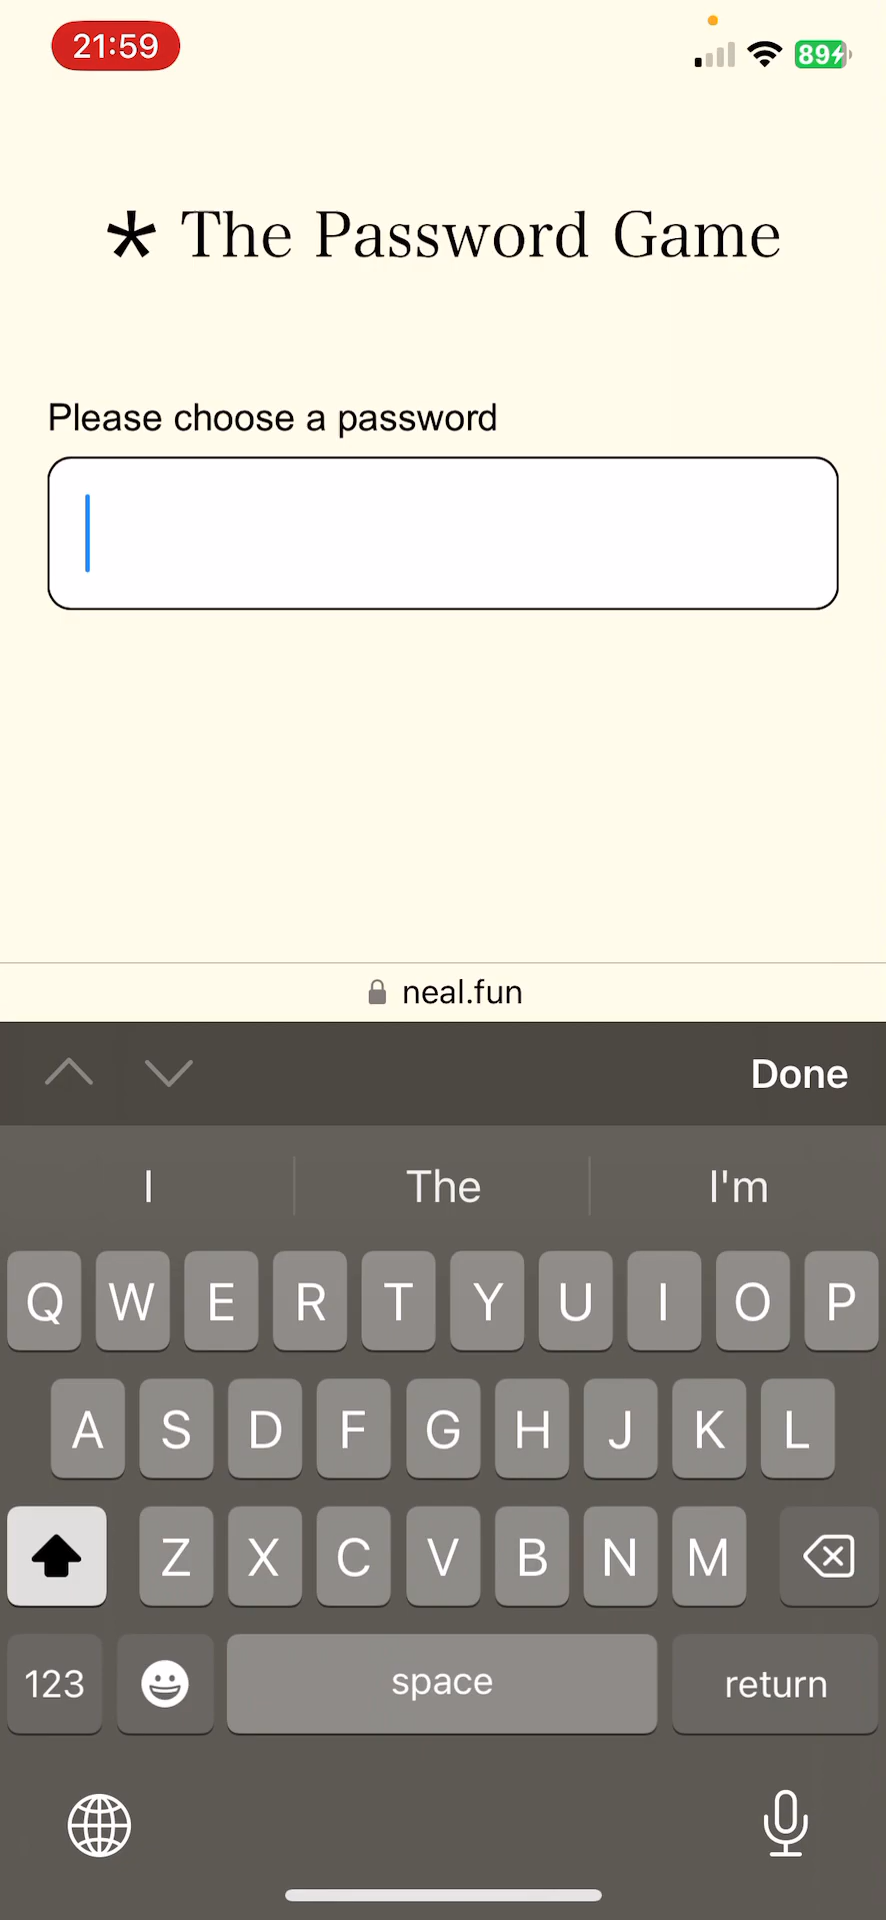 21:59
89
* The Password Game
Please choose a password
neal.fun
Done
I The I'm
Q W E R T Y U I O P
A S D F G H J K L
Z X C V B N M
123 space return